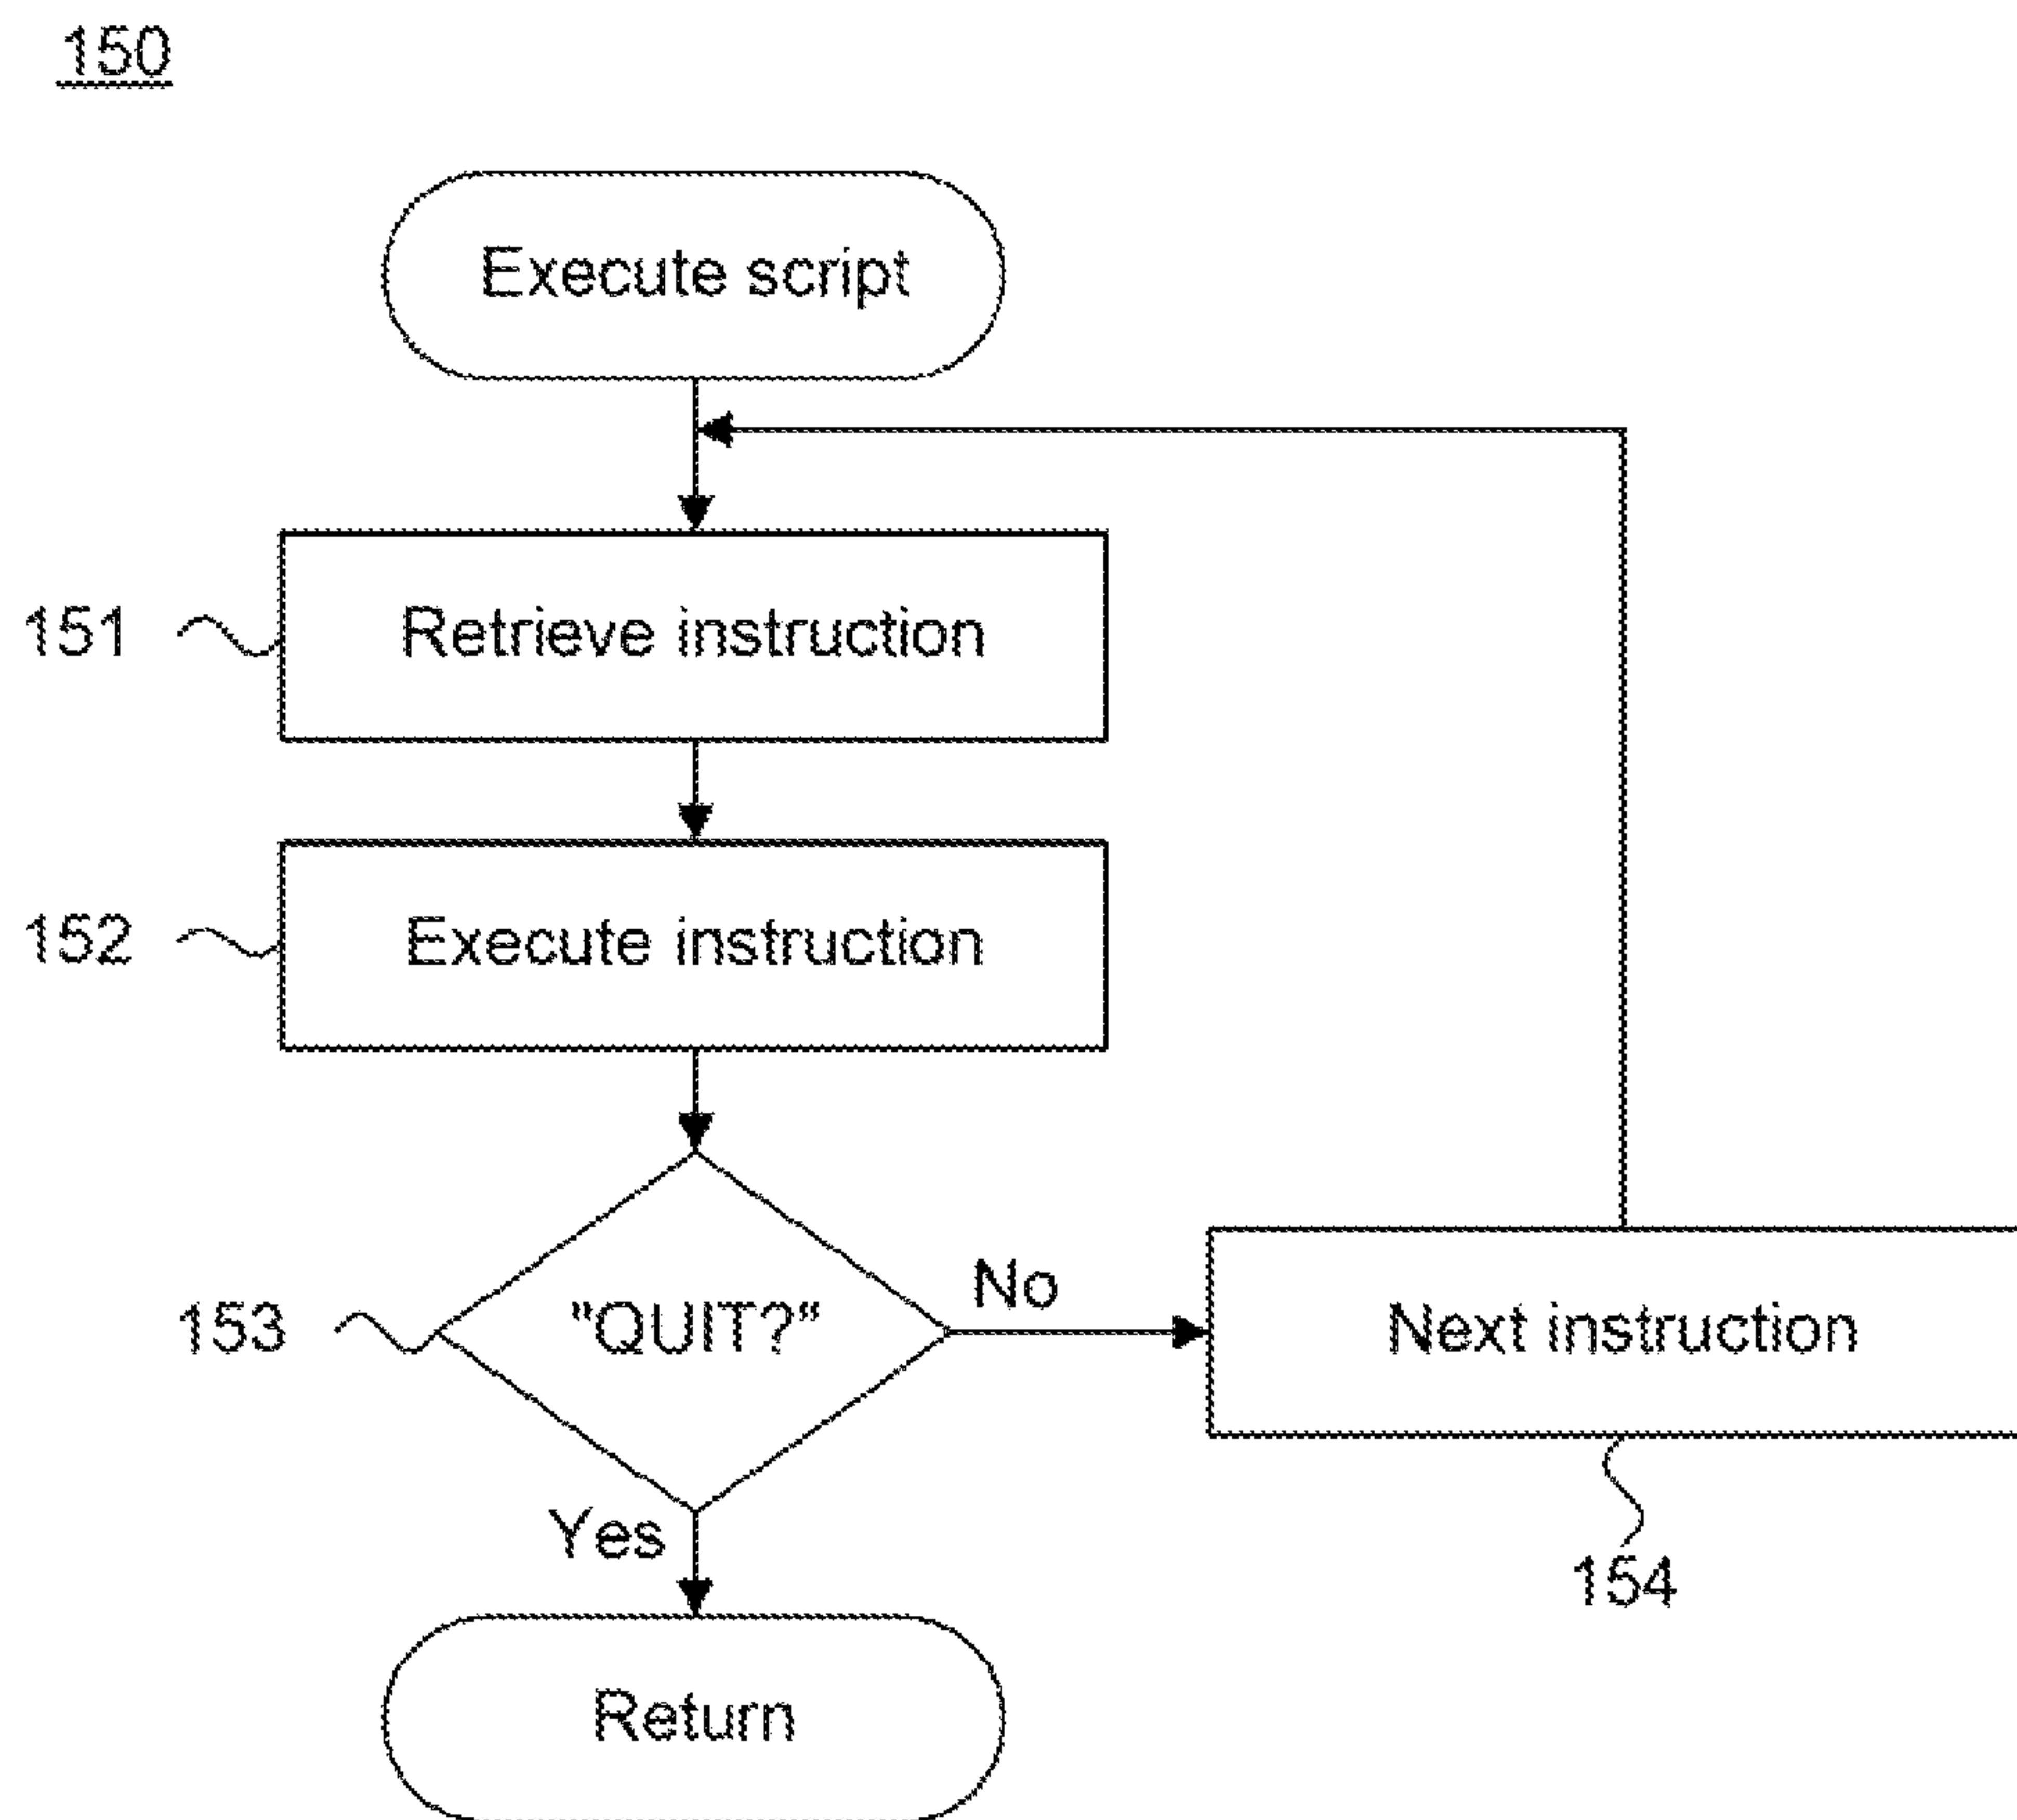 150
Execute script
151
Retrieve instruction
152
Execute instruction
153
"QUIT?"
No
Next instruction
Yes
154
Return